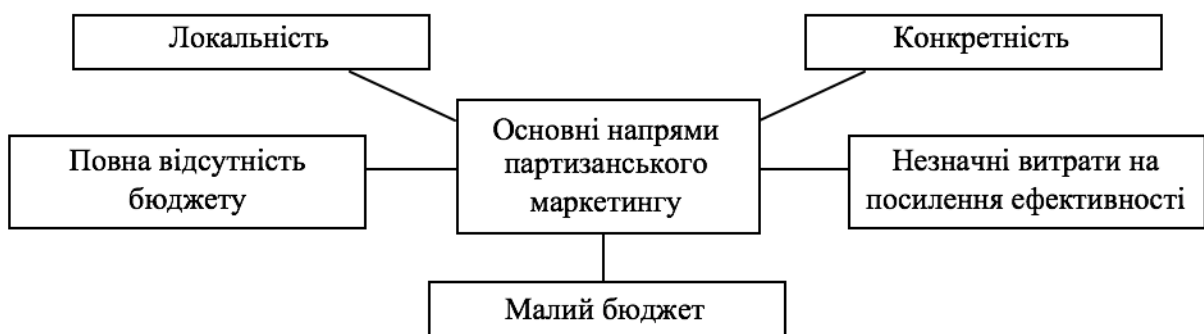 Локальність
Конкретність
Основні напрями
партизанського
маркетингу
Повна відсутність
бюджету
Незначні витрати на
посилення ефективності
Малий бюджет